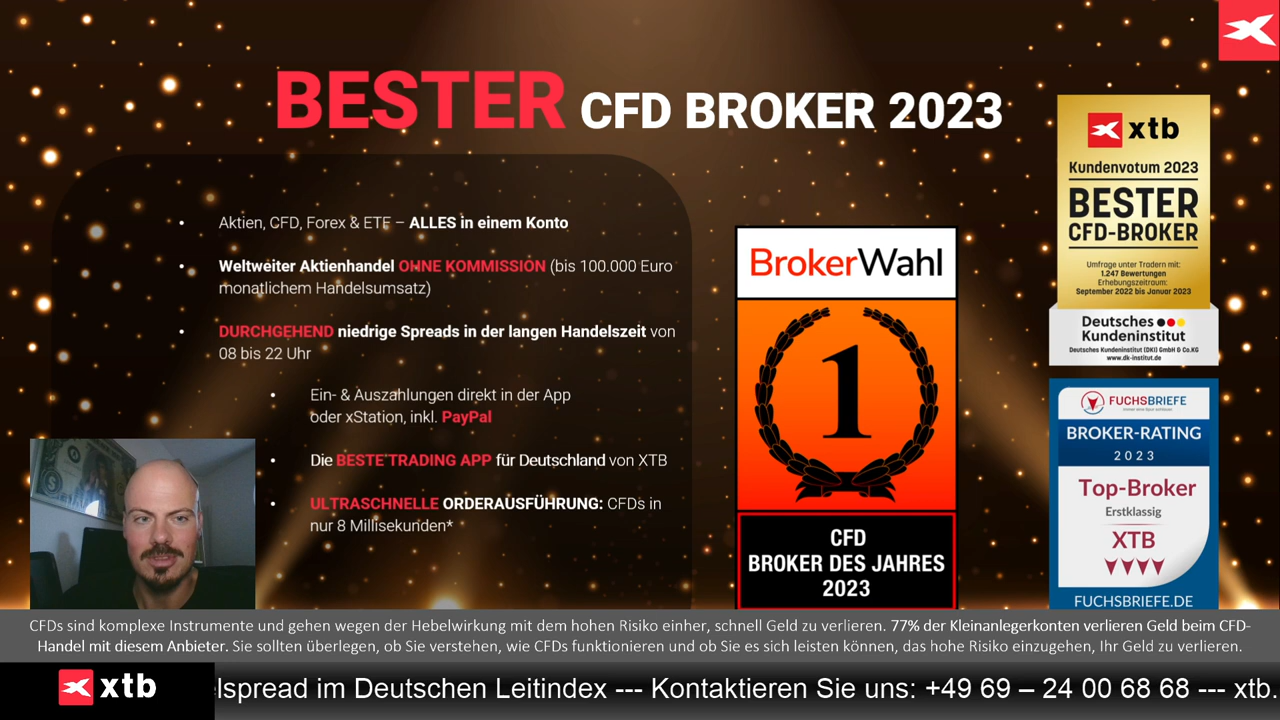 BESTER CFD BROKER 2023
• Aktien, CFD, Forex & ETF – ALLES in einem Konto
• Weltweiter Aktienhandel OHNE KOMMISSION (bis 100.000 Euro
monatlichem Handelsumsatz)
• DURCHGEHEND niedrige Spreads in der langen Handelszeit von
08 bis 22 Uhr
• Ein- & Auszahlungen direkt in der App
oder xStation, inkl. PayPal
• Die BESTE TRADING APP für Deutschland von XTB
• ULTRASCHNELLE ORDERAUSFÜHRUNG: CFDs in
nur 8 Millisekunden*
BrokerWahl
1
CFD
BROKER DES JAHRES
2023
xtb
Kundenvotum 2023
BESTER
CFD-BROKER
Umfrage unter Tradern mit:
1.247 Bewertungen
Erhebungszeitraum:
September 2022 bis Januar 2023
Deutsches
Kundeninstitut
Deutsches Kundeninstitut (DKI) GmbH & Co.KG
www.dk-institut.de
FUCHSBRIEFE
BROKER-RATING
2023
Top-Broker
Erstklassig
XTB
FUCHSBRIEFE.DE
CFDs sind komplexe Instrumente und gehen wegen der Hebelwirkung mit dem hohen Risiko einher, schnell Geld zu verlieren. 77% der Kleinanlegerkonten verlieren Geld beim CFD-
Handel mit diesem Anbieter. Sie sollten überlegen, ob Sie verstehen, wie CFDs funktionieren und ob Sie es sich leisten können, das hohe Risiko einzugehen, Ihr Geld zu verlieren.
xtb elspread im Deutschen Leitindex --- Kontaktieren Sie uns: +49 69 – 24 00 68 68 --- xtb.